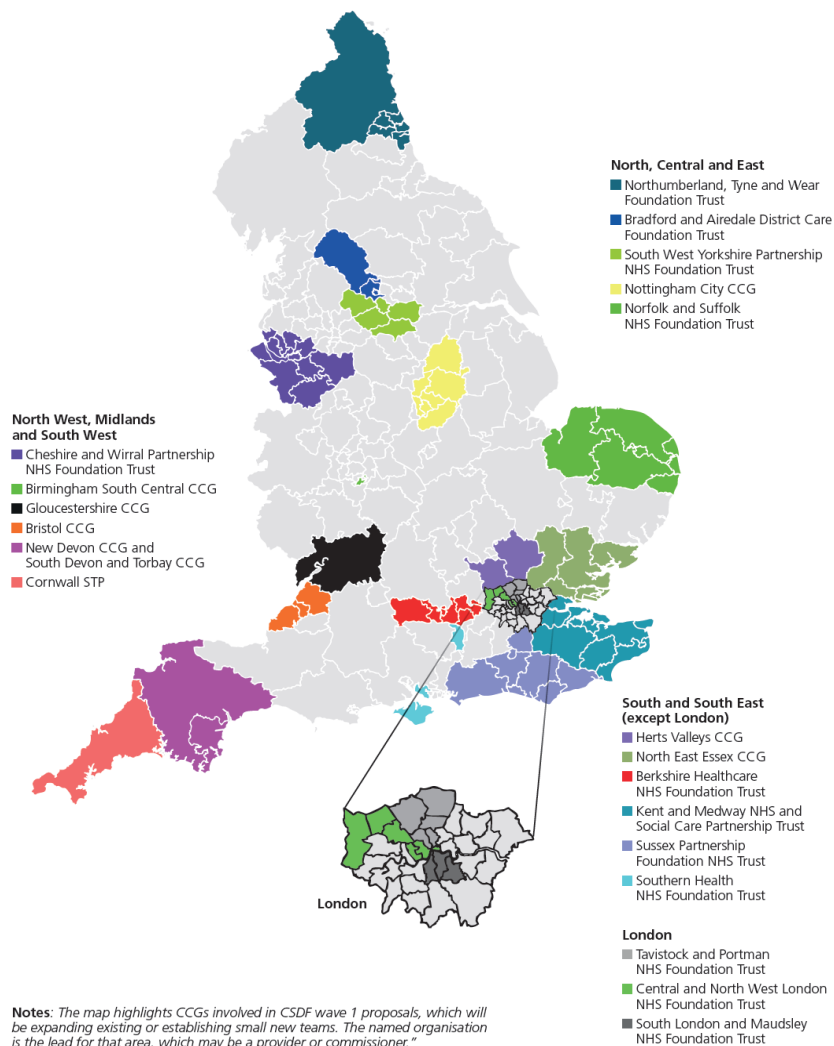 North, Central and East
Northumberland, Tyne and Wear
Foundation Trust
Bradford and Airedale District Care
Foundation Trust
South West Yorkshire Partnership
NHS Foundation Trust
Nottingham City CCG
Norfolk and Suffolk
NHS Foundation Trust
North West, Midlands
and South West
Cheshire and Wirral Partnership
NHS Foundation Trust
Birmingham South Central CCG
Gloucestershire CCG
Bristol CCG
New Devon CCG and
South Devon and Torbay CCG
Cornwall STP
South and South East
(except London)
Herts Valleys CCG
North East Essex CCG
Berkshire Healthcare
NHS Foundation Trust
Kent and Medway NHS and
Social Care Partnership Trust
Sussex Partnership
Foundation NHS Trust
Southern Health
NHS Foundation Trust
London
London
Tavistock and Portman
NHS Foundation Trust
Central and North West London
NHS Foundation Trust
South London and Maudsley
NHS Foundation Trust
Notes: The map highlights CCGs involved in CSDF wave 1 proposals, which will
be expanding existing or establishing small new teams. The named organisation
is the lead for that area, which may be a provider or commissioner."